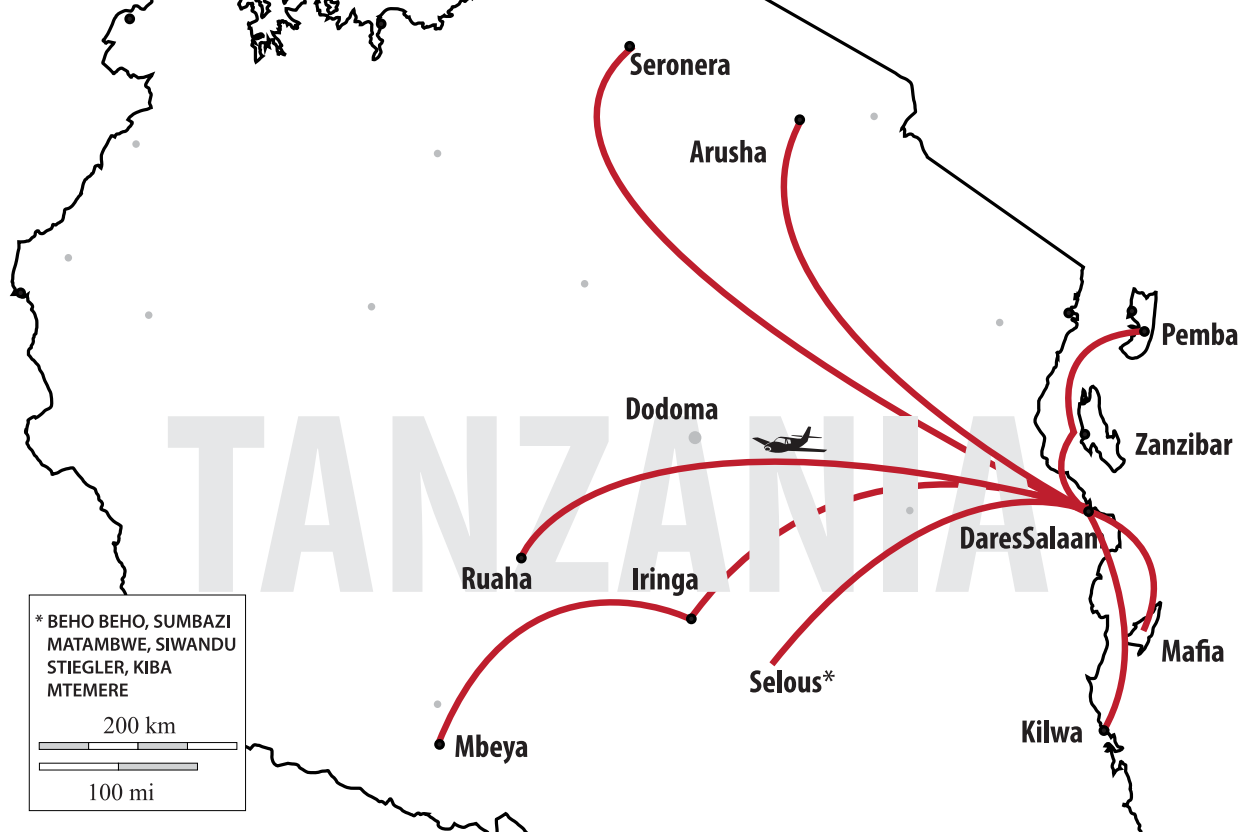 Seronera
Arusha
Pemba
Dodoma
Zanzibar
TANZANIA
DaresSalaam
Ruaha
Iringa
* BEHO BEHO, SUMBAZI
MATAMBWE, SIWANDU
STIEGLER, KIBA
MTEMERE
Mafia
Selous*
200 km
Kilwa
Mbeya
100 mi